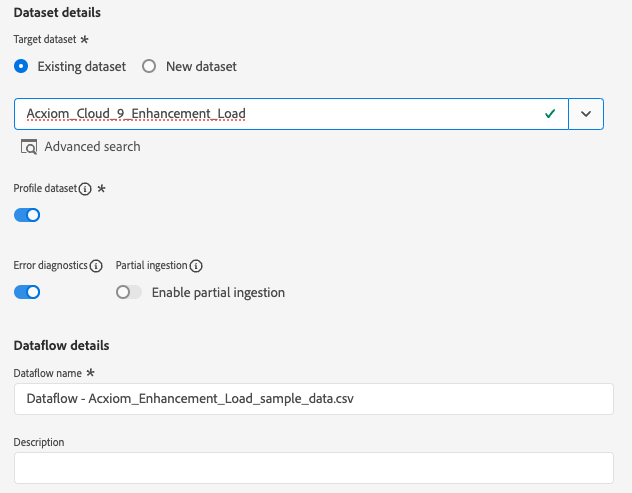 Dataset details
Target dataset *
Existing dataset New dataset
Acxiom_Cloud_9_Enhancement_Load
Advanced search
Profile dataset *
Error diagnostics Partial ingestion
Enable partial ingestion
Dataflow details
Dataflow name *
Dataflow - Acxiom_Enhancement_Load_sample_data.csv
Description